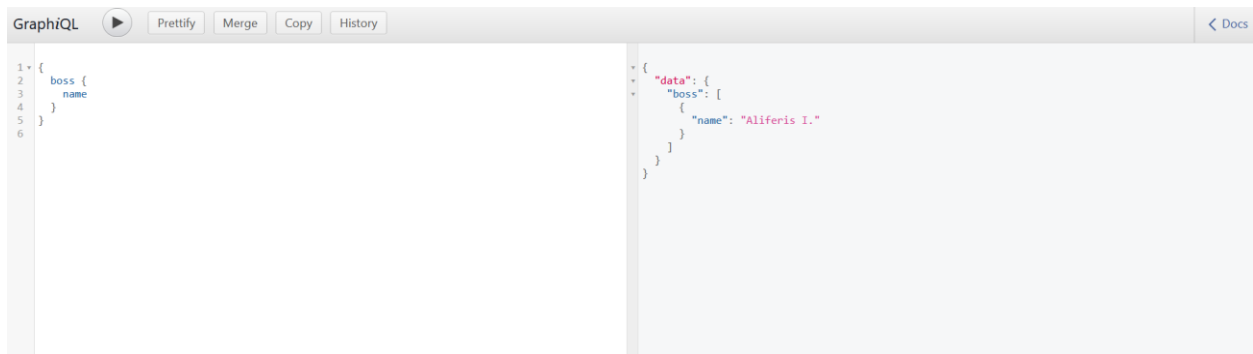 GraphiQL Prettify Merge Copy History < Docs
1 {
2 boss {
3 name
4 }
5 }
6
{
"data": {
"boss": [
{
"name": "Aliferis I."
}
]
}
}